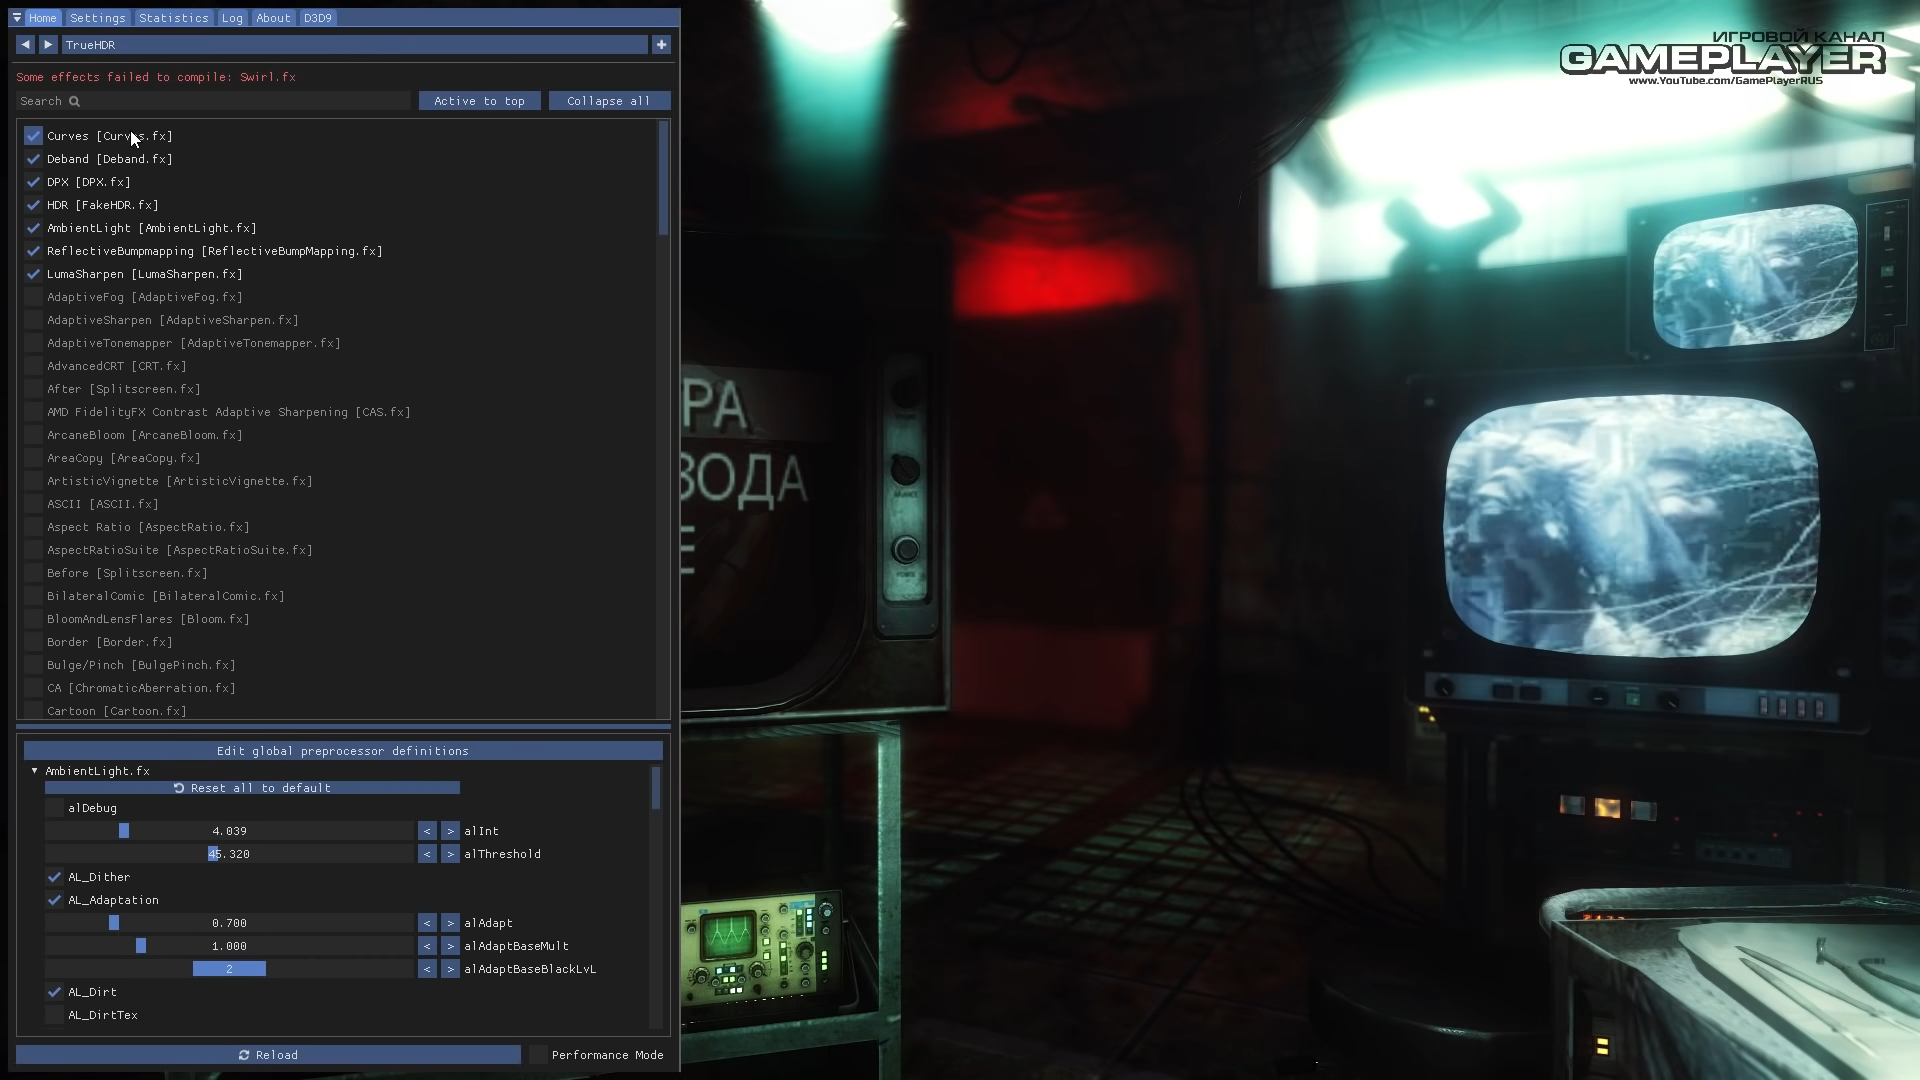 Home Settings Statistics Log About D3D9
TrueHDR
Some effects failed to compile: Swirl.fx
Search
Active to top
Collapse all
Curves [Curves.fx]
Deband [Deband.fx]
DPX [DPX.fx]
HDR [FakeHDR.fx]
AmbientLight [AmbientLight.fx]
ReflectiveBumpmapping [ReflectiveBumpMapping.fx]
LumaSharpen [LumaSharpen.fx]
AdaptiveFog [AdaptiveFog.fx]
AdaptiveSharpen [AdaptiveSharpen.fx]
AdaptiveTonemapper [AdaptiveTonemapper.fx]
AdvancedCRT [CRT.fx]
After [Splitscreen.fx]
AMD FidelityFX Contrast Adaptive Sharpening [CAS.fx]
ArcaneBloom [ArcaneBloom.fx]
AreaCopy [AreaCopy.fx]
ArtisticVignette [ArtisticVignette.fx]
ASCII [ASCII.fx]
Aspect Ratio [AspectRatio.fx]
AspectRatioSuite [AspectRatioSuite.fx]
Before [Splitscreen.fx]
BilateralComic [BilateralComic.fx]
BloomAndLensFlares [Bloom.fx]
Border [Border.fx]
Bulge/Pinch [BulgePinch.fx]
CA [ChromaticAberration.fx]
Cartoon [Cartoon.fx]
Edit global preprocessor definitions
AmbientLight.fx
Reset all to default
alDebug
4.039 < > alInt
45.320 < > alThreshold
AL_Dither
AL_Adaptation
0.700 < > alAdapt
1.000 < > alAdaptBaseMult
2 < > alAdaptBaseBlackLvL
AL_Dirt
AL_DirtTex
Reload
Performance Mode
ИГРОВОЙ КАНАЛ
GAMEPLAYER
www.YouTube.com/GamePlayerRUS
РА
ВОДА
Е